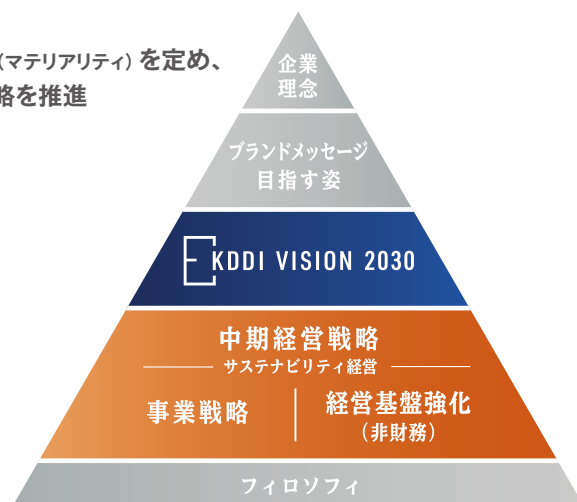 (マテリアリティ) を定め、
略を推進
企業
理念
ブランドメッセージ
目指す姿
KDDI VISION 2030
中期経営戦略
サステナビリティ経営
事業戦略
経営基盤強化
(非財務)
フィロソフィ